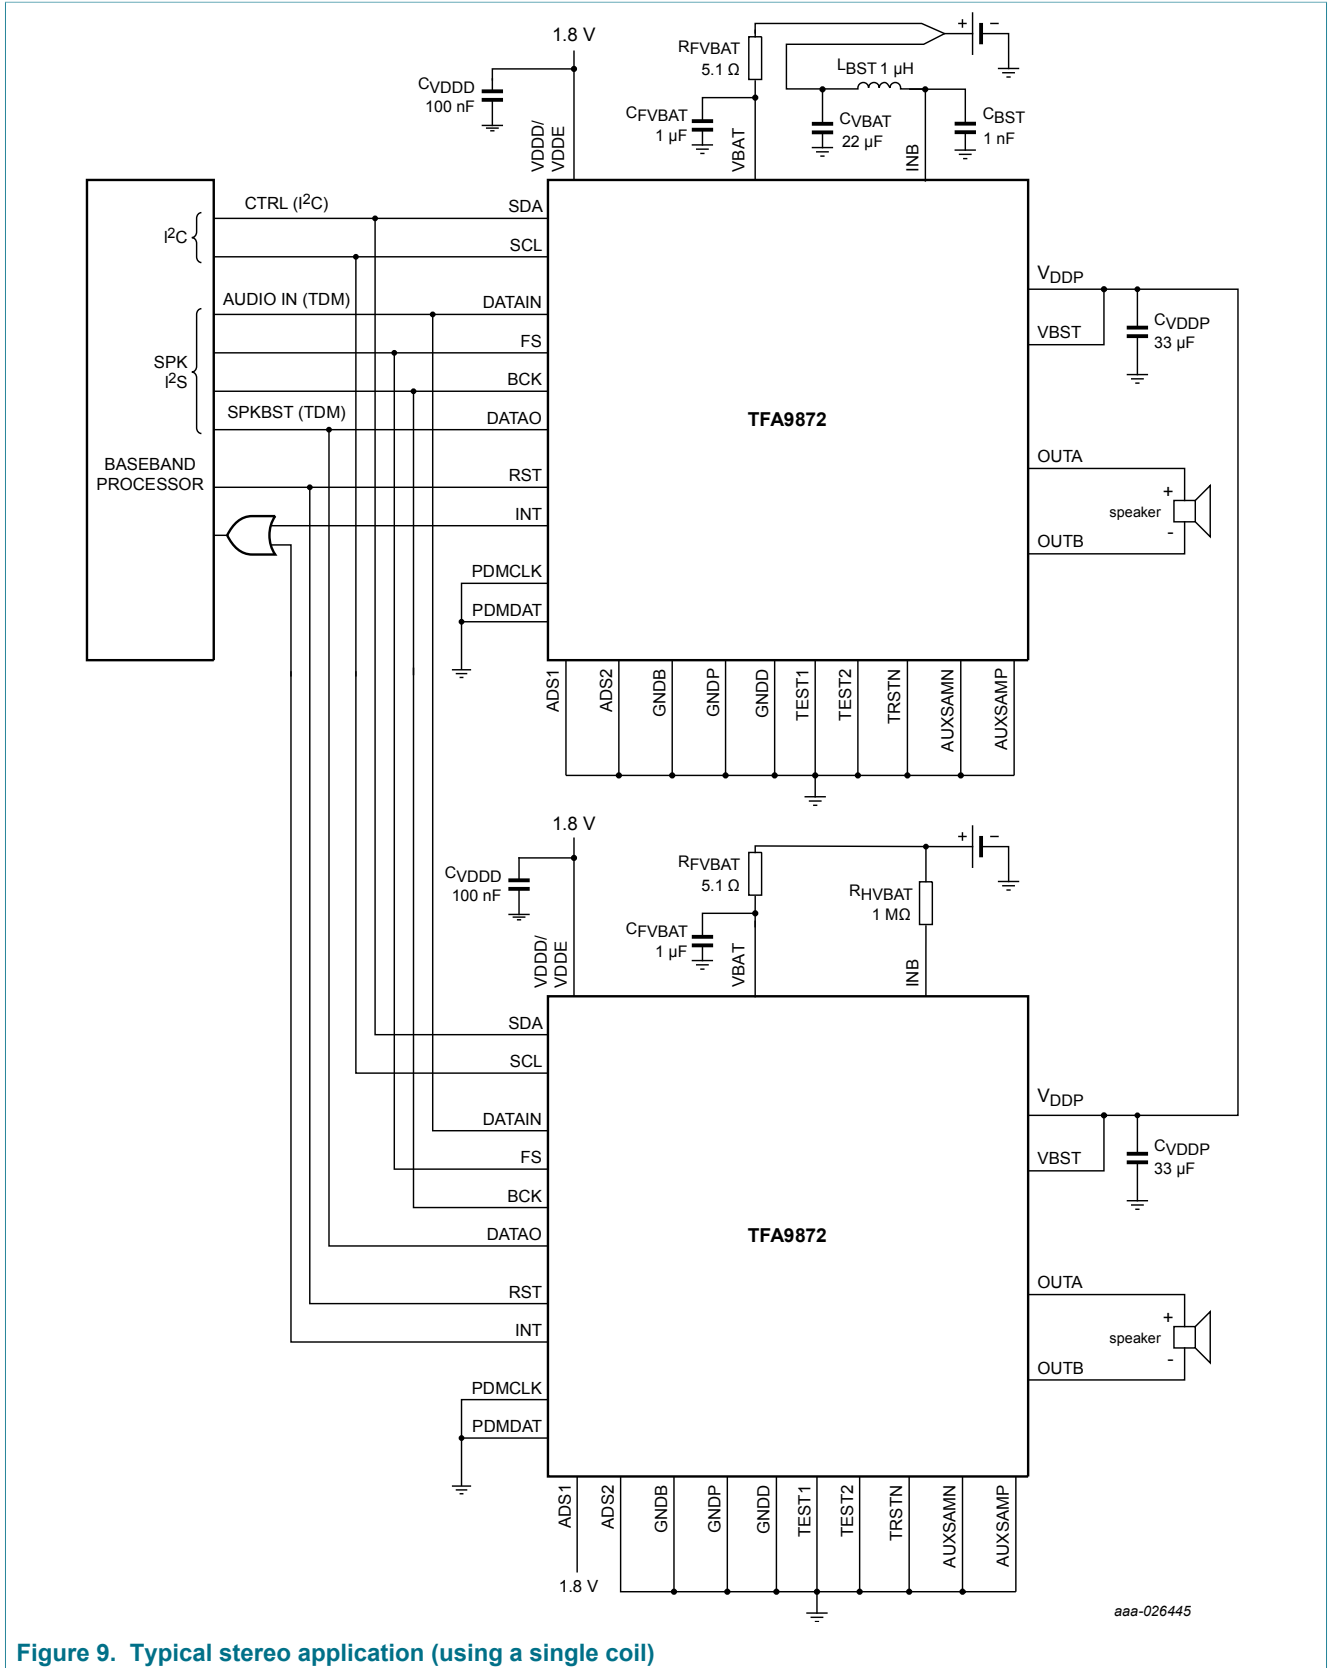 1.8 V
CVDDD
100 nF
VDDD/
VDDE
RFVBAT
5.1 Ω
CFVBAT
1 µF
VBAT
+
−
LBST 1 µH
CVBAT
22 µF
INB
CBST
1 nF
CTRL (I2C)
I2C
AUDIO IN (TDM)
SPK
I2S
SPKBST (TDM)
BASEBAND
PROCESSOR
SDA
SCL
DATAIN
FS
BCK
DATAO
RST
INT
PDMCLK
PDMDAT
TFA9872
VDDP
VBST
CVDDP
33 µF
OUTA
+
speaker
-
OUTB
ADS1
ADS2
GNDB
GNDP
GNDD
TEST1
TEST2
TRSTN
AUXSAMN
AUXSAMP
1.8 V
CVDDD
100 nF
VDDD/
VDDE
RFVBAT
5.1 Ω
CFVBAT
1 µF
VBAT
+
−
RHVBAT
1 MΩ
INB
SDA
SCL
DATAIN
FS
BCK
DATAO
RST
INT
PDMCLK
PDMDAT
TFA9872
VDDP
VBST
CVDDP
33 µF
OUTA
+
speaker
-
OUTB
ADS1
ADS2
GNDB
GNDP
GNDD
TEST1
TEST2
TRSTN
AUXSAMN
AUXSAMP
1.8 V
aaa-026445
Figure 9. Typical stereo application (using a single coil)